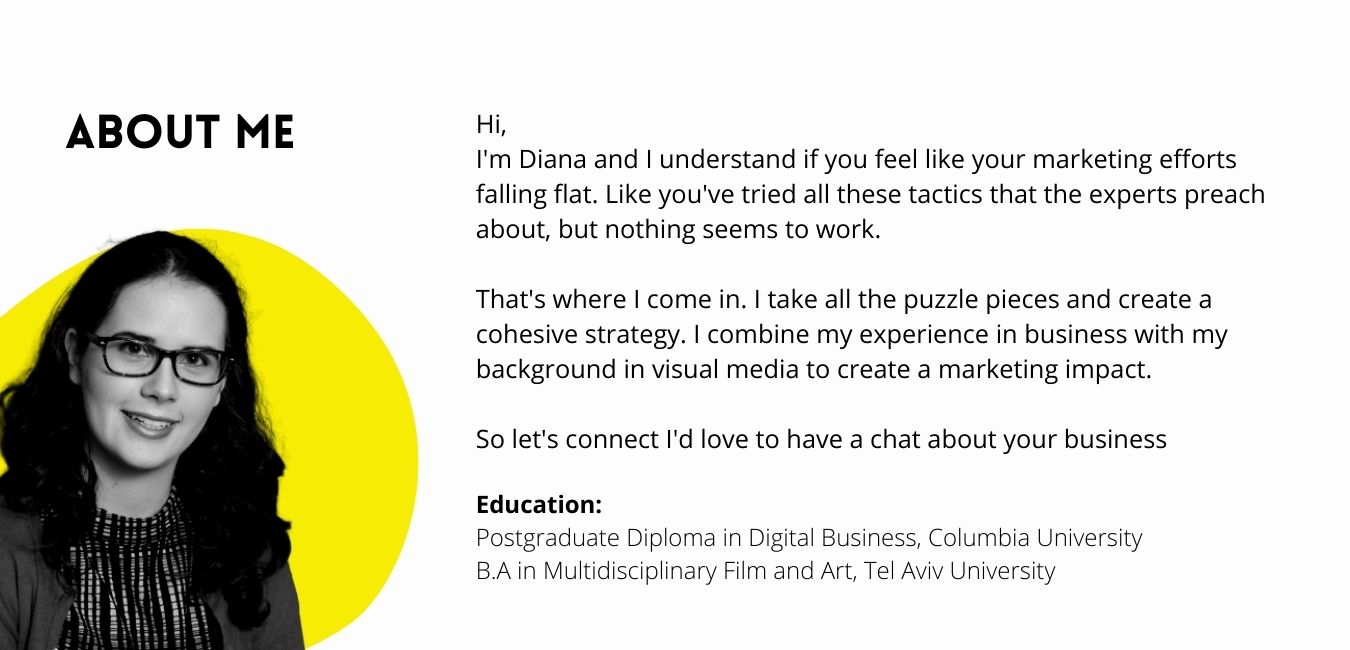 ABOUT ME
Hi,
I'm Diana and I understand if you feel like your marketing efforts
falling flat. Like you've tried all these tactics that the experts preach
about, but nothing seems to work.
That's where I come in. I take all the puzzle pieces and create a
cohesive strategy. I combine my experience in business with my
background in visual media to create a marketing impact.
So let's connect I'd love to have a chat about your business
Education:
Postgraduate Diploma in Digital Business, Columbia University
B.A in Multidisciplinary Film and Art, Tel Aviv University